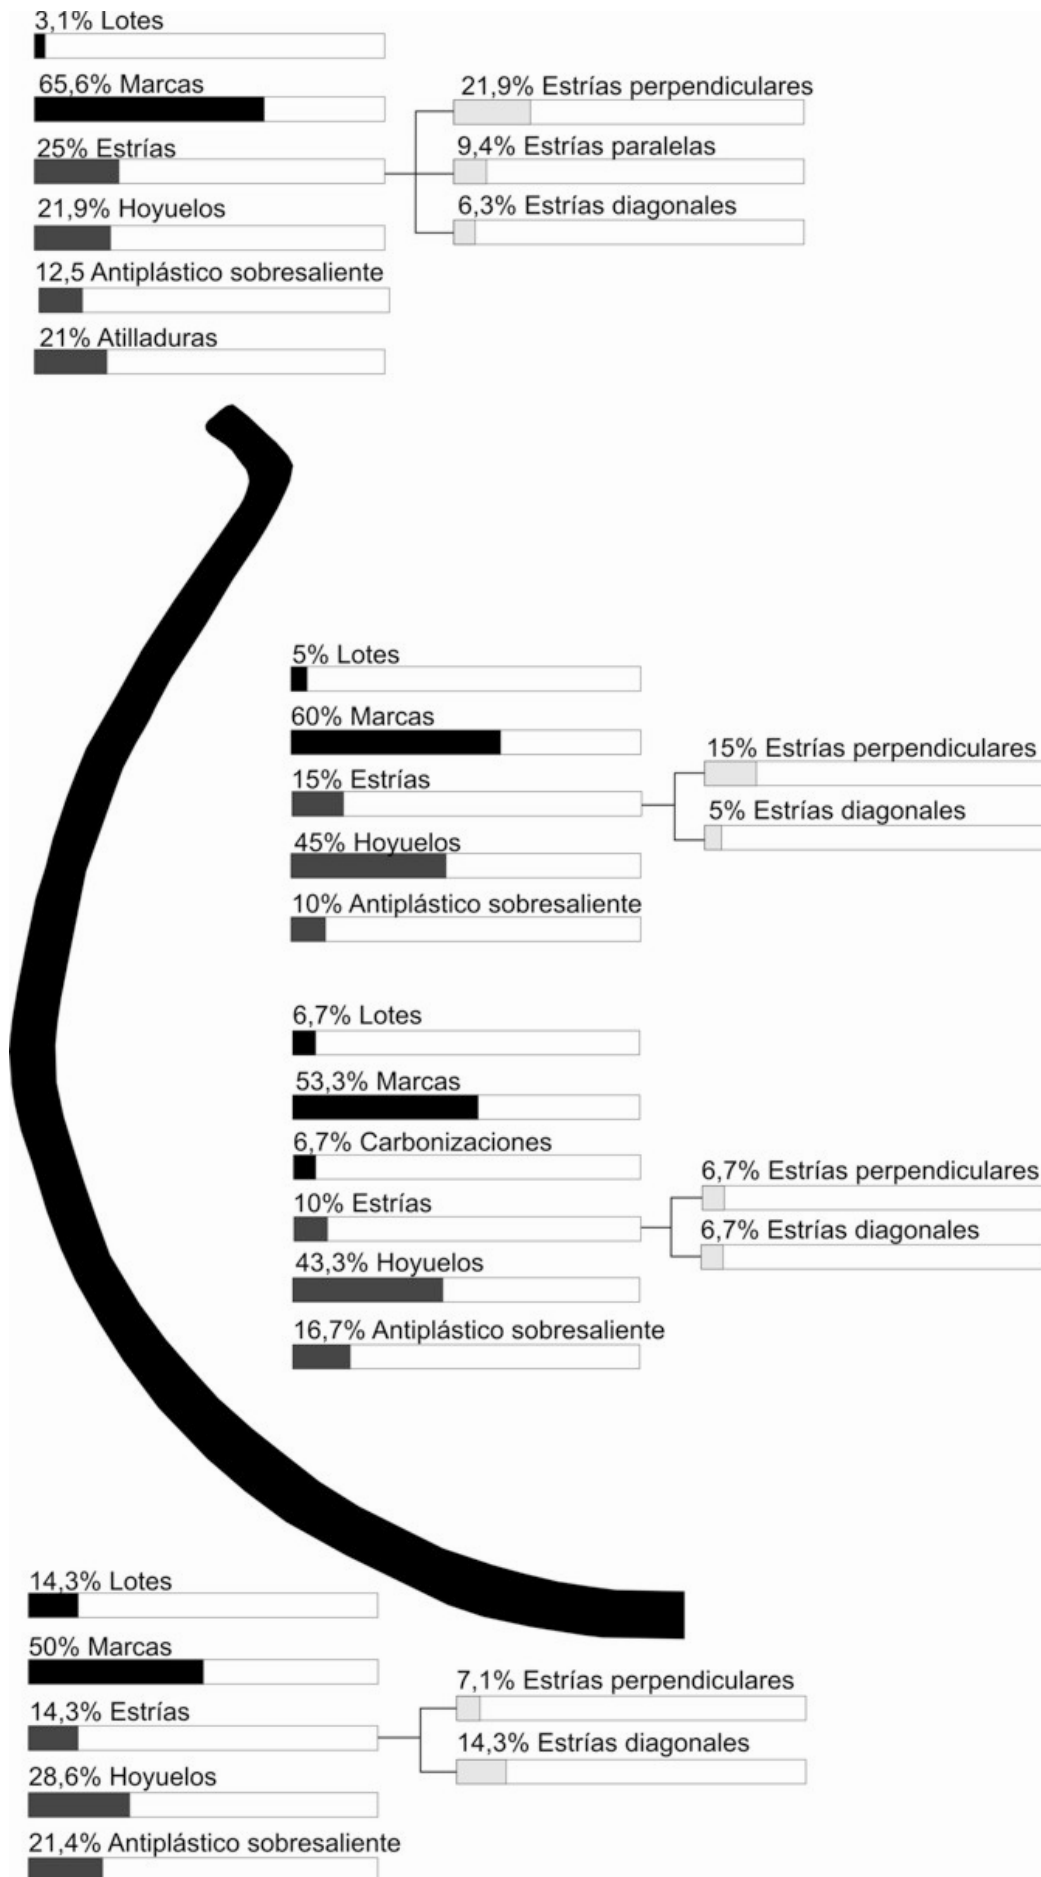 3,1% Lotes
65,6% Marcas
25% Estrías
21,9% Hoyuelos
12,5 Antiplástico sobresaliente
21% Atilladuras
21,9% Estrías perpendiculares
9,4% Estrías paralelas
6,3% Estrías diagonales
5% Lotes
60% Marcas
15% Estrías
45% Hoyuelos
10% Antiplástico sobresaliente
15% Estrías perpendiculares
5% Estrías diagonales
6,7% Lotes
53,3% Marcas
6,7% Carbonizaciones
10% Estrías
43,3% Hoyuelos
16,7% Antiplástico sobresaliente
6,7% Estrías perpendiculares
6,7% Estrías diagonales
14,3% Lotes
50% Marcas
14,3% Estrías
28,6% Hoyuelos
21,4% Antiplástico sobresaliente
7,1% Estrías perpendiculares
14,3% Estrías diagonales